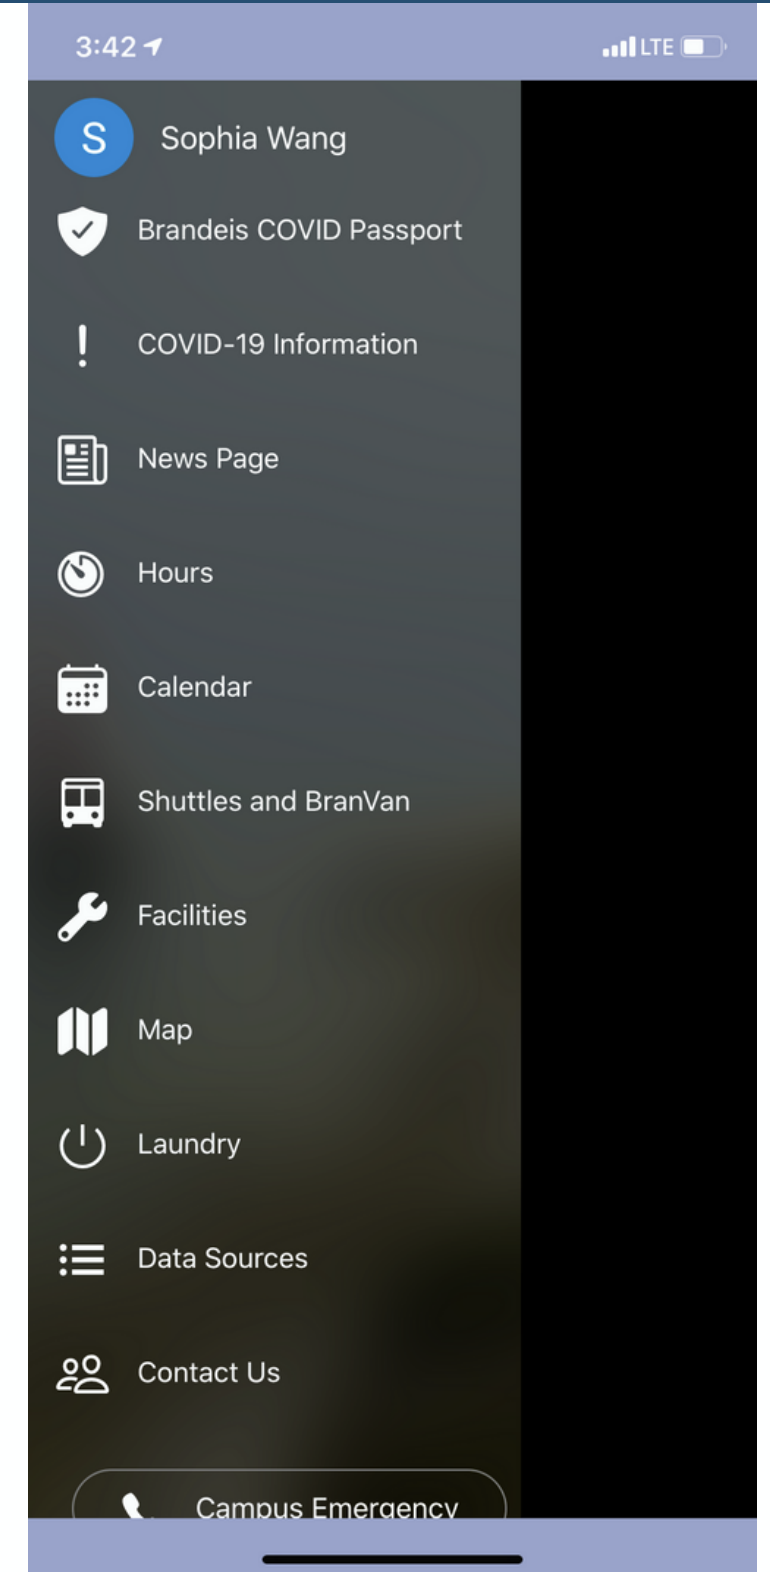 3:42
LTE
S
Sophia Wang
Brandeis COVID Passport
COVID-19 Information
News Page
Hours
Calendar
Shuttles and BranVan
Facilities
Map
Laundry
Data Sources
Contact Us
Campus Emergency